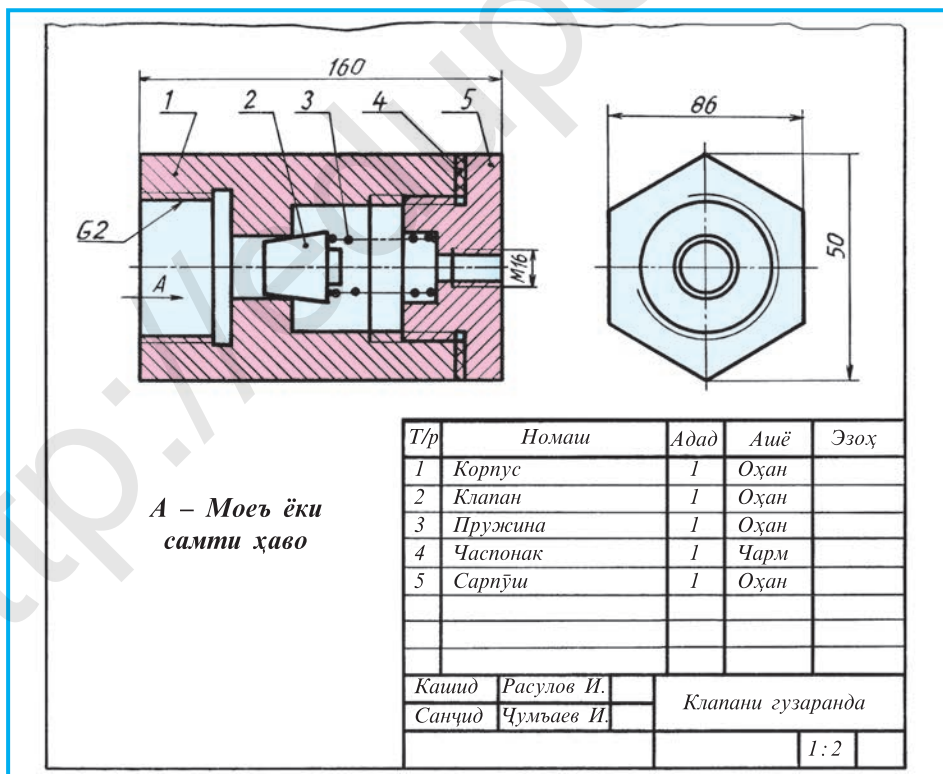 160
1 2 3 4 5
86
G2
A
M16
50
A – Моеъ ёки
самти ҳаво
Т/р Номаш Адад Ашё Эзоҳ
1 Корпус 1 Оҳан
2 Клапан 1 Оҳан
3 Пружина 1 Оҳан
4 Часпонак 1 Чарм
5 Сарпӯш 1 Оҳан
Кашид Расулов И.
Санҷид Ҷумъаев И.
Клапани гузаранда
1 : 2